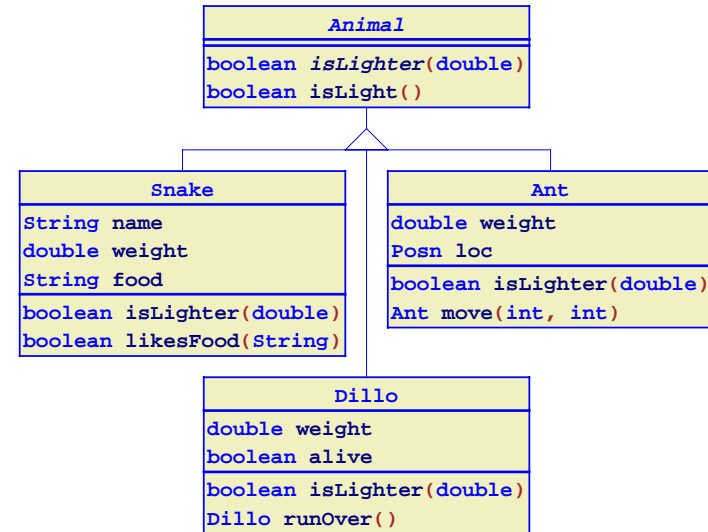 Animal
boolean isLighter(double)
boolean isLight()
Snake
String name
double weight
String food
boolean isLighter(double)
boolean likesFood(String)
Ant
double weight
Posn loc
boolean isLighter(double)
Ant move(int, int)
Dillo
double weight
boolean alive
boolean isLighter(double)
Dillo runOver()